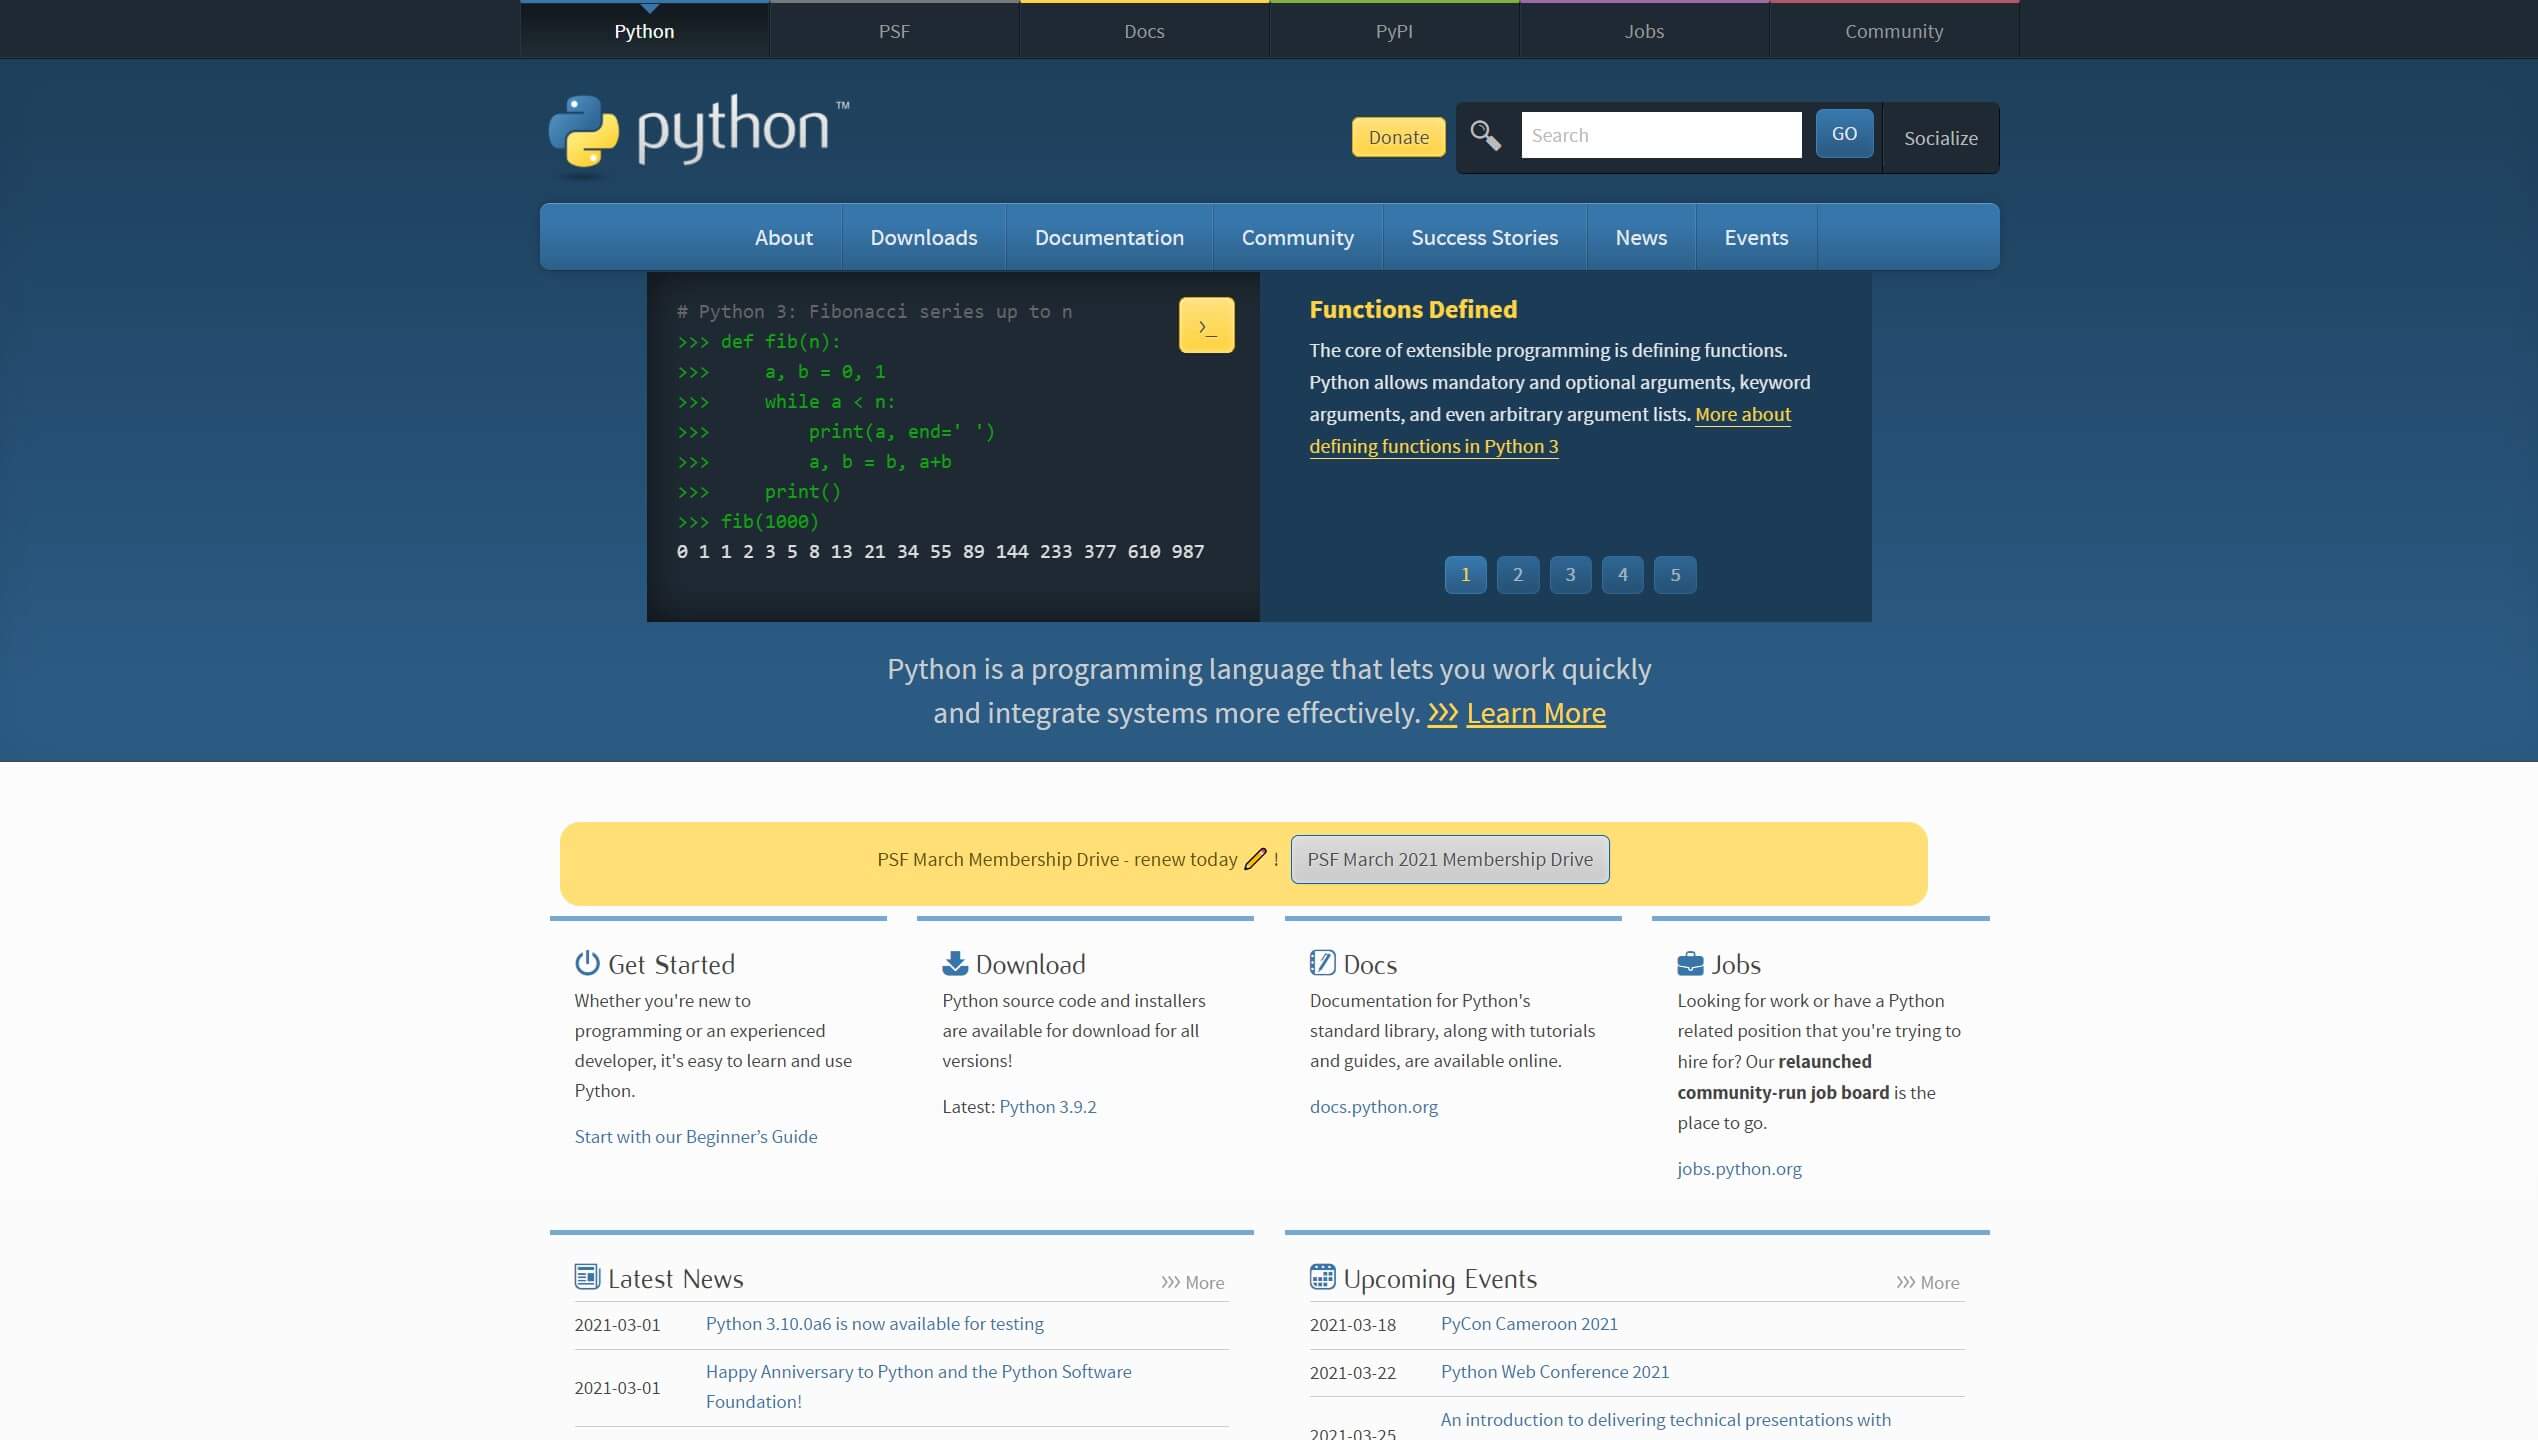 Python
PSF
Docs
PyPI
Jobs
Community
python™
Donate
Search
GO
Socialize
About
Downloads
Documentation
Community
Success Stories
News
Events
# Python 3: Fibonacci series up to n
>>> def fib(n):
>>>     a, b = 0, 1
>>>     while a < n:
>>>         print(a, end=' ')
>>>         a, b = b, a+b
>>>     print()
>>> fib(1000)
0 1 1 2 3 5 8 13 21 34 55 89 144 233 377 610 987
>_
Functions Defined
The core of extensible programming is defining functions.
Python allows mandatory and optional arguments, keyword
arguments, and even arbitrary argument lists. More about
defining functions in Python 3
1
2
3
4
5
Python is a programming language that lets you work quickly
and integrate systems more effectively. >>> Learn More
PSF March Membership Drive - renew today ! PSF March 2021 Membership Drive
Get Started
Whether you're new to
programming or an experienced
developer, it's easy to learn and use
Python.
Start with our Beginner’s Guide
Download
Python source code and installers
are available for download for all
versions!
Latest: Python 3.9.2
Docs
Documentation for Python's
standard library, along with tutorials
and guides, are available online.
docs.python.org
Jobs
Looking for work or have a Python
related position that you're trying to
hire for? Our relaunched
community-run job board is the
place to go.
jobs.python.org
Latest News
>>> More
2021-03-01 Python 3.10.0a6 is now available for testing
2021-03-01 Happy Anniversary to Python and the Python Software
Foundation!
Upcoming Events
>>> More
2021-03-18 PyCon Cameroon 2021
2021-03-22 Python Web Conference 2021
2021-03-25 An introduction to delivering technical presentations with